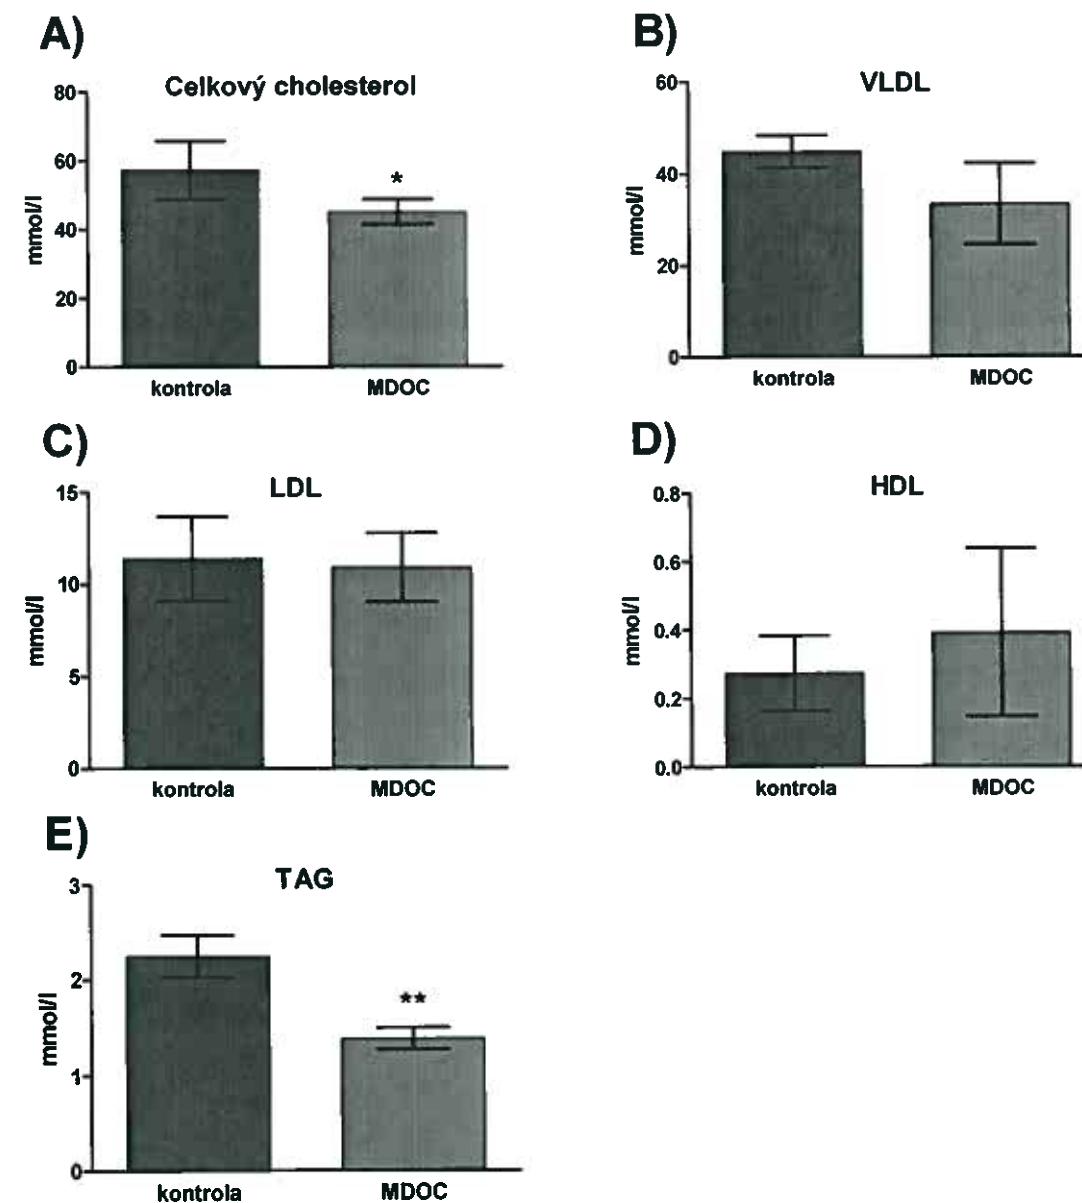 A)
Celkový cholesterol
80
60
40
20
0
mmol/l
*
kontrola
MDOC
B)
VLDL
60
40
20
0
mmol/l
kontrola
MDOC
C)
LDL
15
10
5
0
mmol/l
kontrola
MDOC
D)
HDL
0.8
0.6
0.4
0.2
0.0
mmol/l
kontrola
MDOC
E)
TAG
3
2
1
0
mmol/l
**
kontrola
MDOC